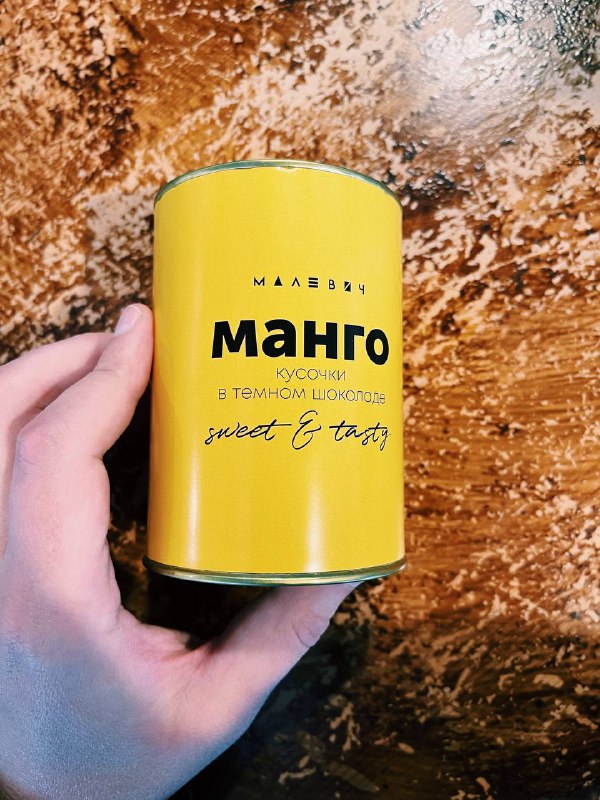 МАЛЕВИЧ
манго
кусочки
в темном шоколаде
sweet & tasty